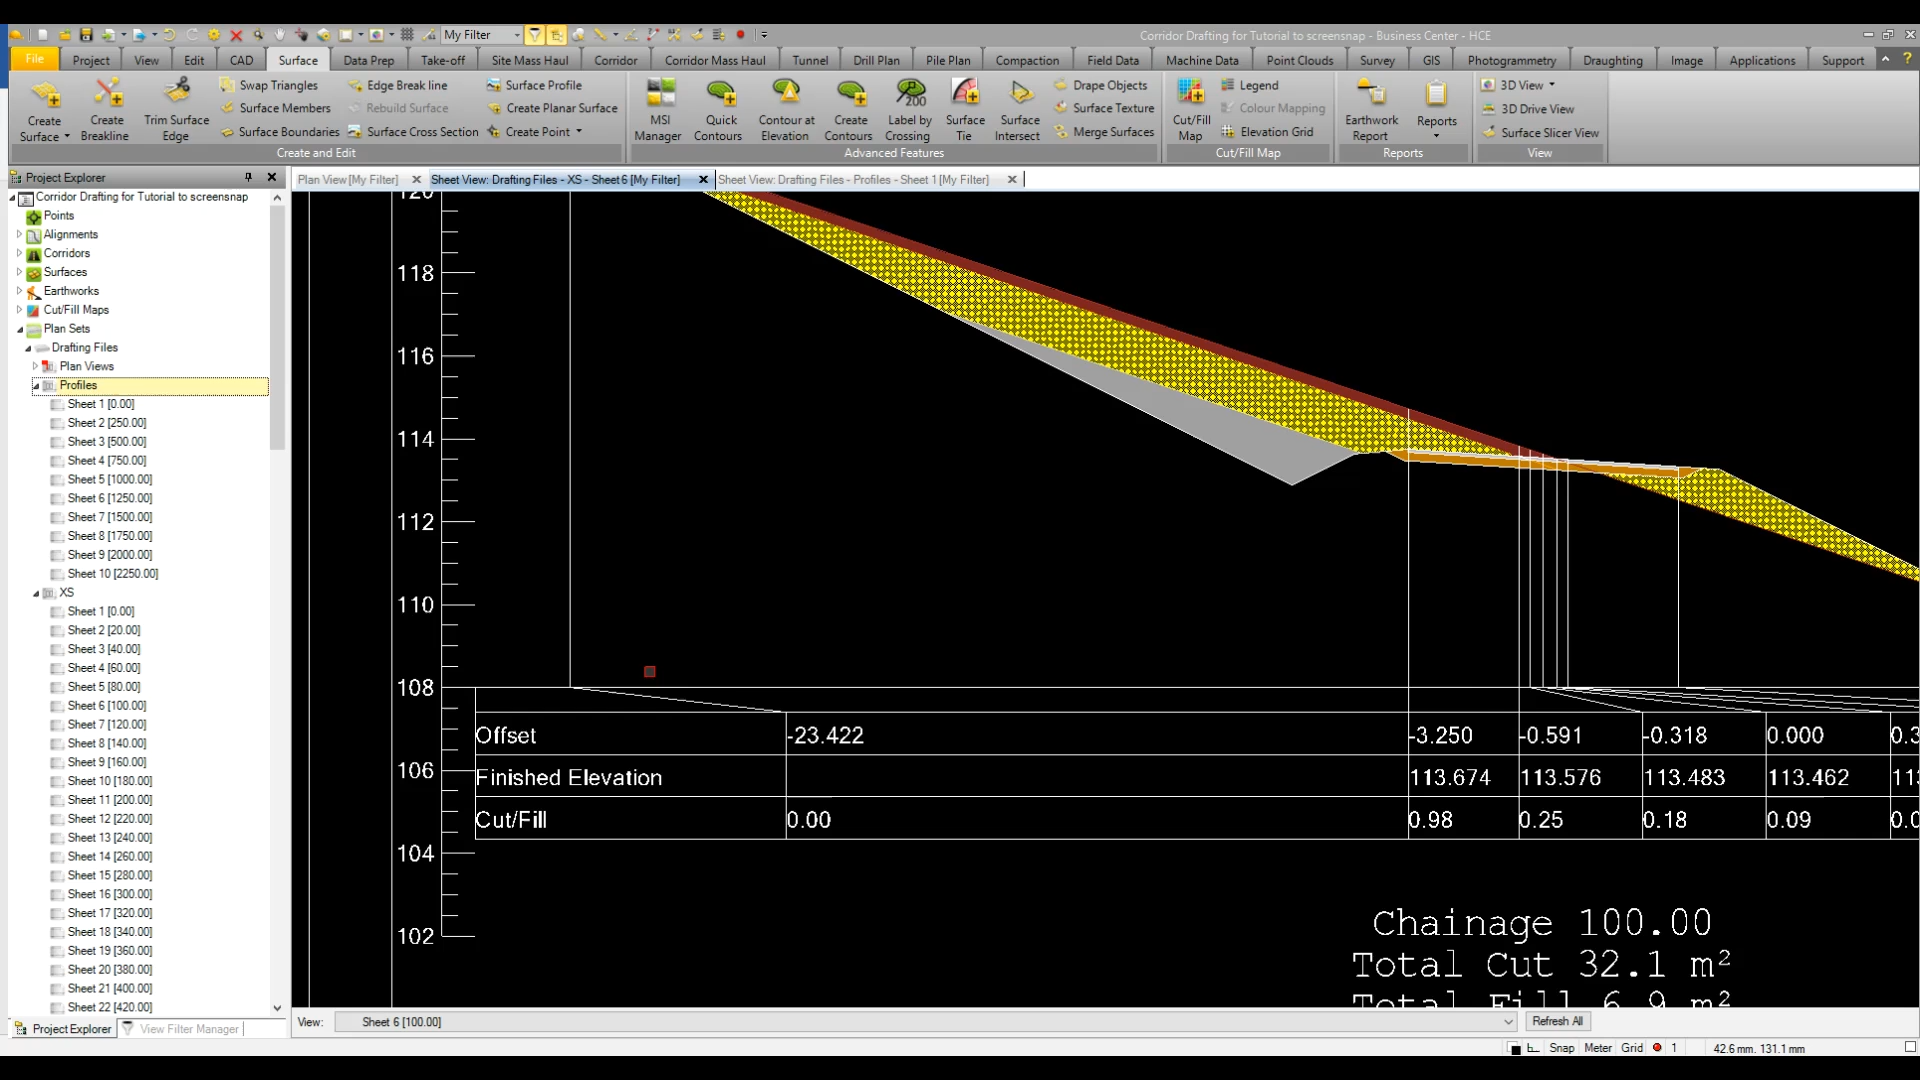 My Filter
Corridor Drafting for Tutorial to screensnap - Business Center - HCE
File Project View Edit CAD Surface Data Prep Take-off Site Mass Haul Corridor Corridor Mass Haul Tunnel Drill Plan Pile Plan Compaction Field Data Machine Data Point Clouds Survey GIS Photogrammetry Draughting Image Applications Support
Create Surface
Create Breakline
Trim Surface Edge
Swap Triangles
Surface Members
Surface Boundaries
Edge Break line
Rebuild Surface
Surface Cross Section
Surface Profile
Create Planar Surface
Create Point
Create and Edit
MSI Manager
Quick Contours
Contour at Elevation
Create Contours
200
Label by Crossing
Surface Tie
Surface Intersect
Drape Objects
Surface Texture
Merge Surfaces
Advanced Features
Cut/Fill Map
Legend
Colour Mapping
Elevation Grid
Cut/Fill Map
Earthwork Report
Reports
Reports
3D View
3D Drive View
Surface Slicer View
View
Project Explorer
Plan View [My Filter]
Sheet View: Drafting Files - XS - Sheet 6 [My Filter]
Sheet View: Drafting Files - Profiles - Sheet 1 [My Filter]
Corridor Drafting for Tutorial to screensnap
Points
Alignments
Corridors
Surfaces
Earthworks
Cut/Fill Maps
Plan Sets
Drafting Files
Plan Views
Profiles
Sheet 1 [0.00]
Sheet 2 [250.00]
Sheet 3 [500.00]
Sheet 4 [750.00]
Sheet 5 [1000.00]
Sheet 6 [1250.00]
Sheet 7 [1500.00]
Sheet 8 [1750.00]
Sheet 9 [2000.00]
Sheet 10 [2250.00]
XS
Sheet 1 [0.00]
Sheet 2 [20.00]
Sheet 3 [40.00]
Sheet 4 [60.00]
Sheet 5 [80.00]
Sheet 6 [100.00]
Sheet 7 [120.00]
Sheet 8 [140.00]
Sheet 9 [160.00]
Sheet 10 [180.00]
Sheet 11 [200.00]
Sheet 12 [220.00]
Sheet 13 [240.00]
Sheet 14 [260.00]
Sheet 15 [280.00]
Sheet 16 [300.00]
Sheet 17 [320.00]
Sheet 18 [340.00]
Sheet 19 [360.00]
Sheet 20 [380.00]
Sheet 21 [400.00]
Sheet 22 [420.00]
Project Explorer View Filter Manager
120
118
116
114
112
110
108
106
104
102
Offset -23.422 -3.250 -0.591 -0.318 0.000 0.3
Finished Elevation 113.674 113.576 113.483 113.462 11
Cut/Fill 0.00 0.98 0.25 0.18 0.09 0.0
Chainage 100.00
Total Cut 32.1 m²
Total Fill 6.9 m²
View: Sheet 6 [100.00] Refresh All
Snap Meter Grid 1 42.6 mm. 131.1 mm